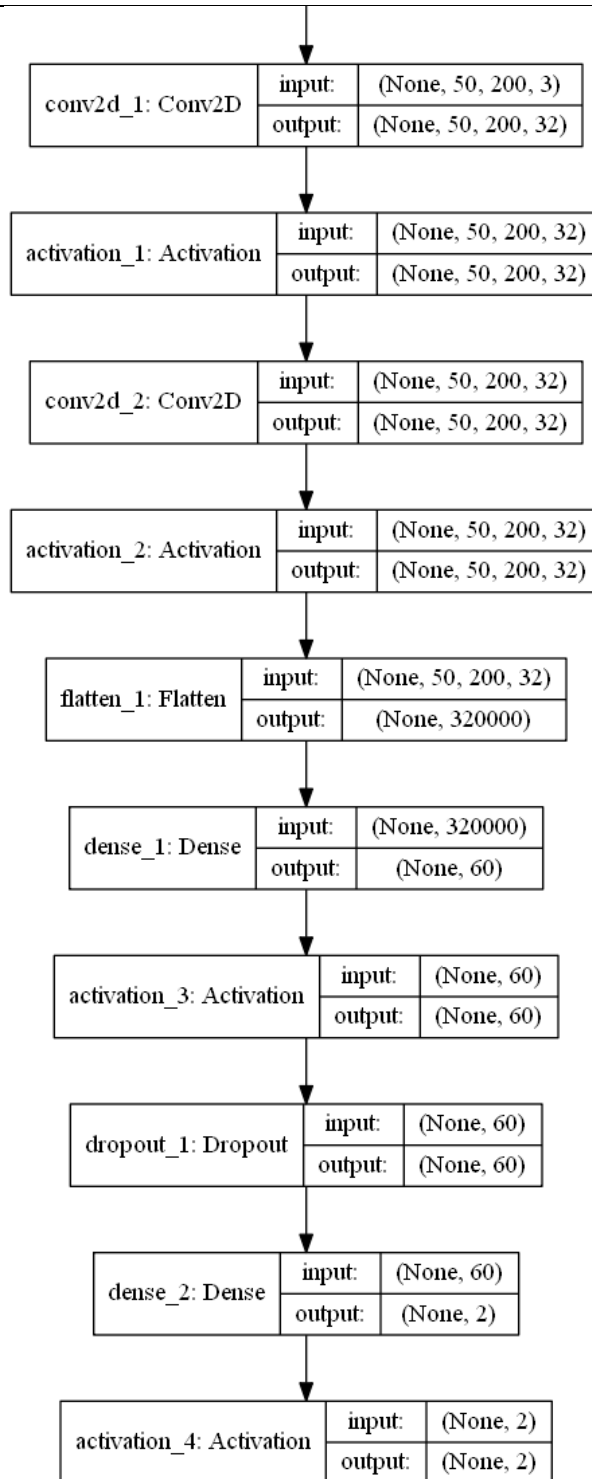 conv2d_1: Conv2D
input: (None, 50, 200, 3)
output: (None, 50, 200, 32)
activation_1: Activation
input: (None, 50, 200, 32)
output: (None, 50, 200, 32)
conv2d_2: Conv2D
input: (None, 50, 200, 32)
output: (None, 50, 200, 32)
activation_2: Activation
input: (None, 50, 200, 32)
output: (None, 50, 200, 32)
flatten_1: Flatten
input: (None, 50, 200, 32)
output: (None, 320000)
dense_1: Dense
input: (None, 320000)
output: (None, 60)
activation_3: Activation
input: (None, 60)
output: (None, 60)
dropout_1: Dropout
input: (None, 60)
output: (None, 60)
dense_2: Dense
input: (None, 60)
output: (None, 2)
activation_4: Activation
input: (None, 2)
output: (None, 2)